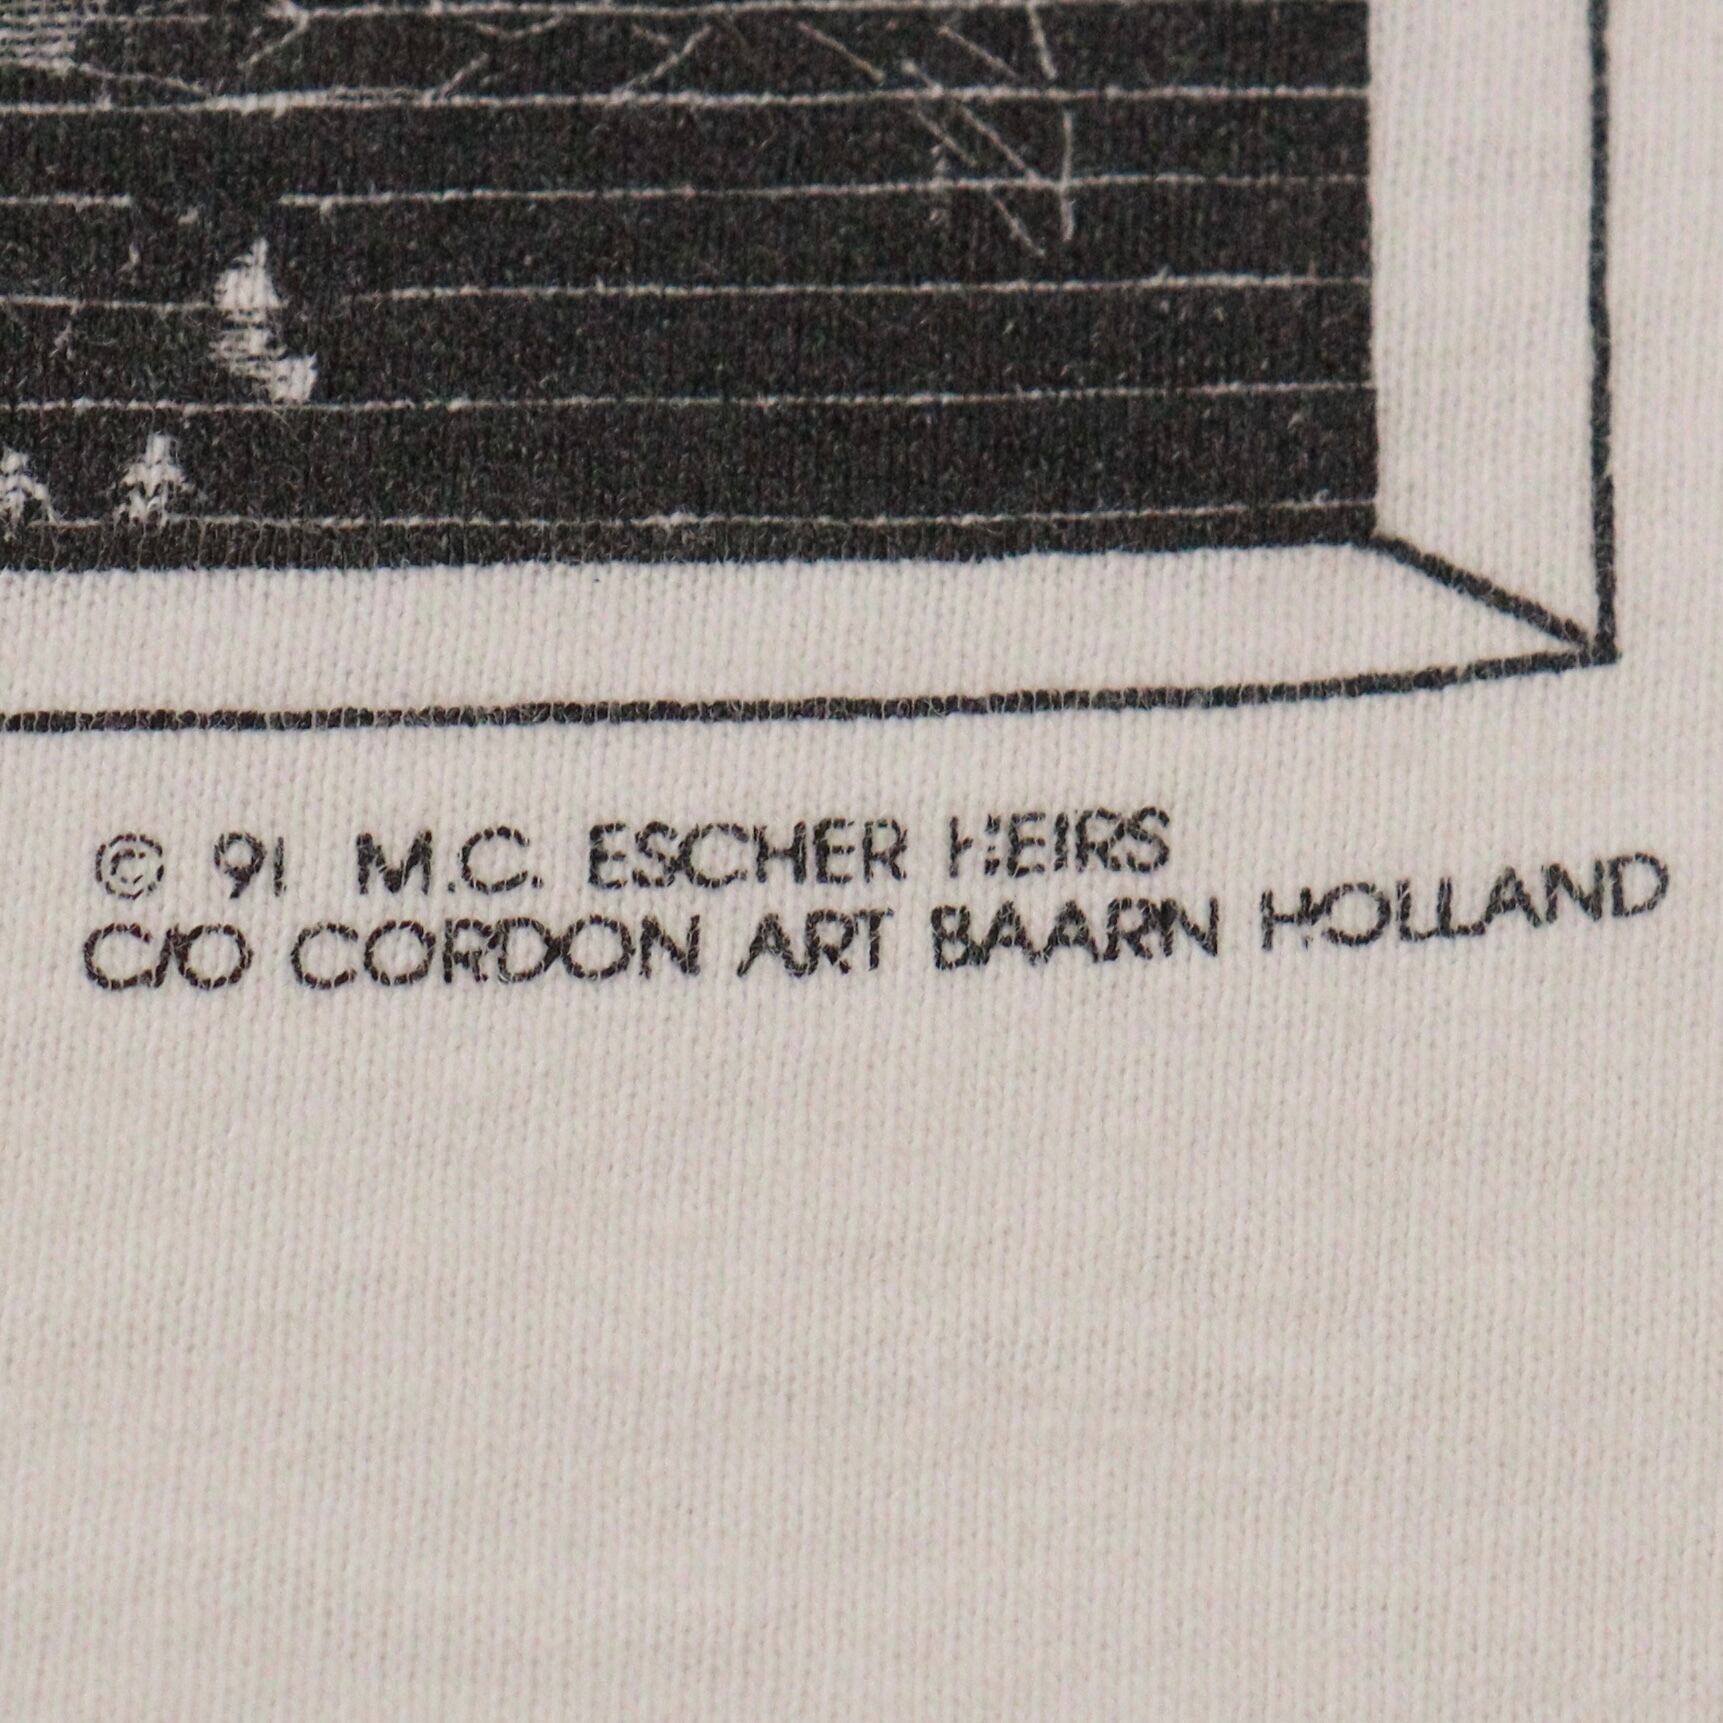 © 91 M.C. ESCHER HEIRS
C/O CORDON ART BAARN HOLLAND